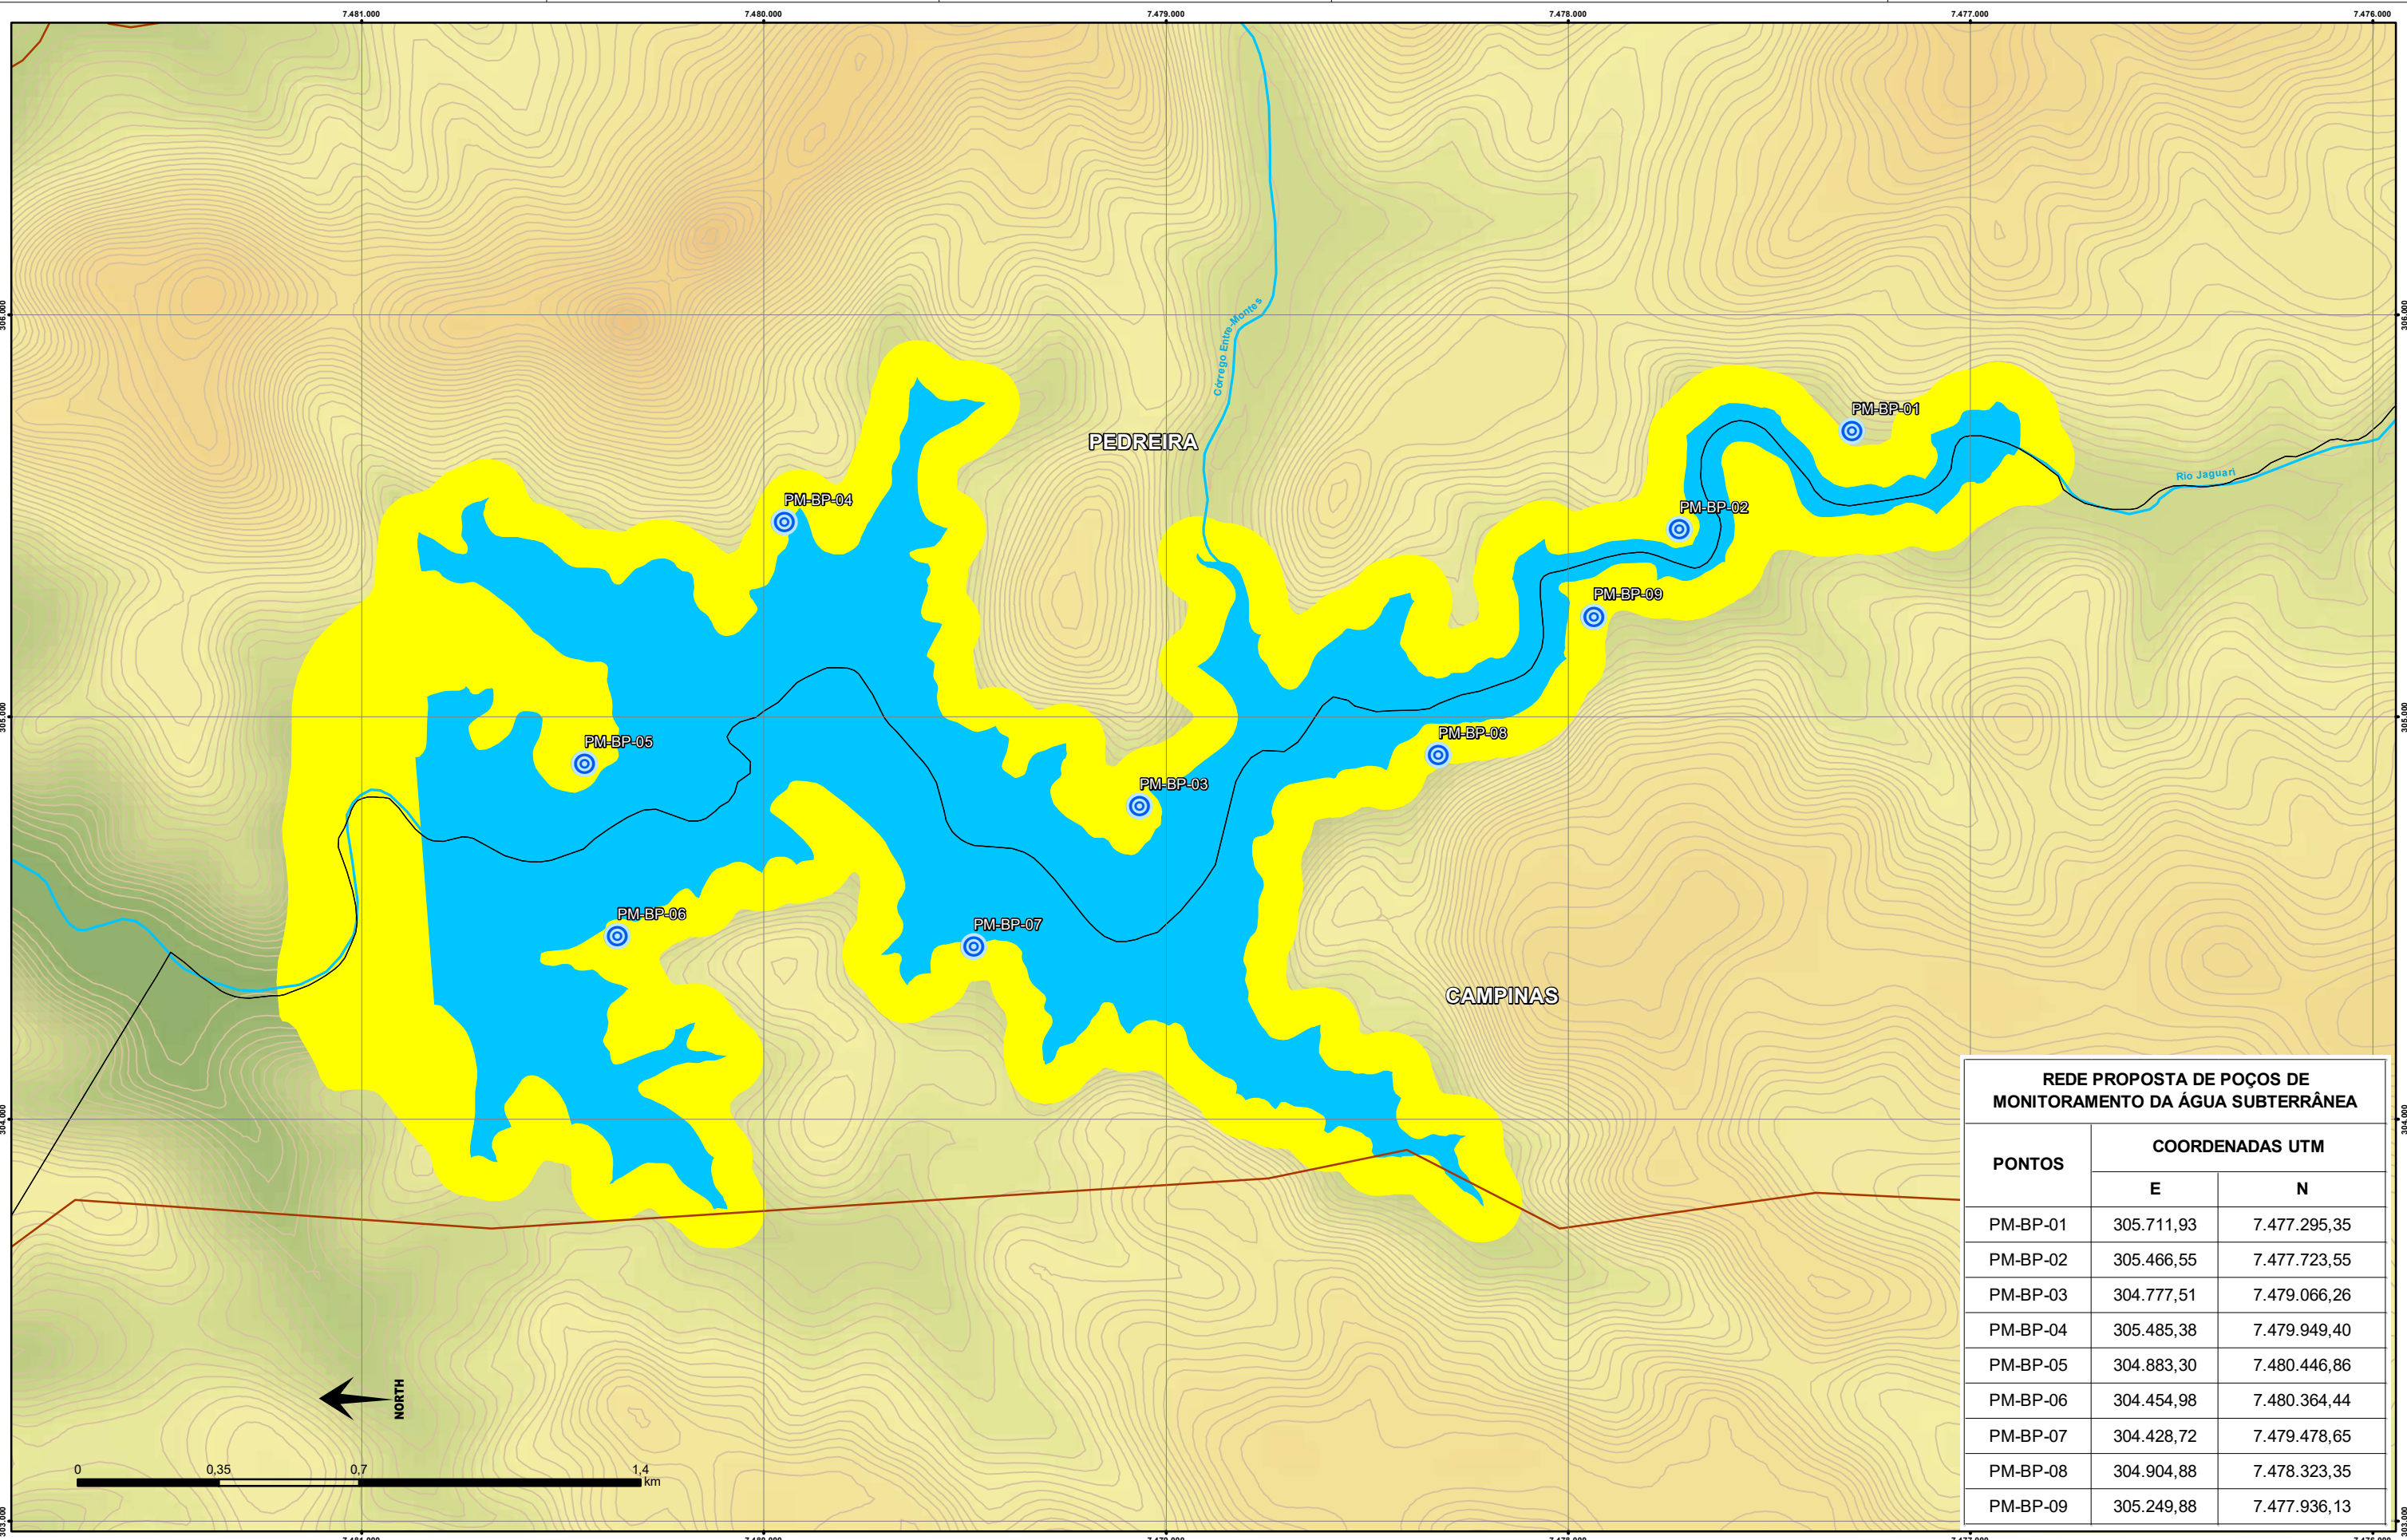 7.481.000 7.480.000 7.479.000 7.478.000 7.477.000 7.476.000
306.000 306.000
Córrego Entre-Montes
PM-BP-01
PEDREIRA
Rio Jaguari
PM-BP-04
PM-BP-02
PM-BP-09
305.000 305.000
PM-BP-05
PM-BP-08
PM-BP-03
PM-BP-06
PM-BP-07
CAMPINAS
304.000 304.000
REDE PROPOSTA DE POÇOS DE
MONITORAMENTO DA ÁGUA SUBTERRÂNEA
PONTOS COORDENADAS UTM
E N
PM-BP-01 305.711,93 7.477.295,35
PM-BP-02 305.466,55 7.477.723,55
PM-BP-03 304.777,51 7.479.066,26
PM-BP-04 305.485,38 7.479.949,40
PM-BP-05 304.883,30 7.480.446,86
PM-BP-06 304.454,98 7.480.364,44
PM-BP-07 304.428,72 7.479.478,65
PM-BP-08 304.904,88 7.478.323,35
PM-BP-09 305.249,88 7.477.936,13
NORTH
0 0,35 0,7 1,4
km
303.000